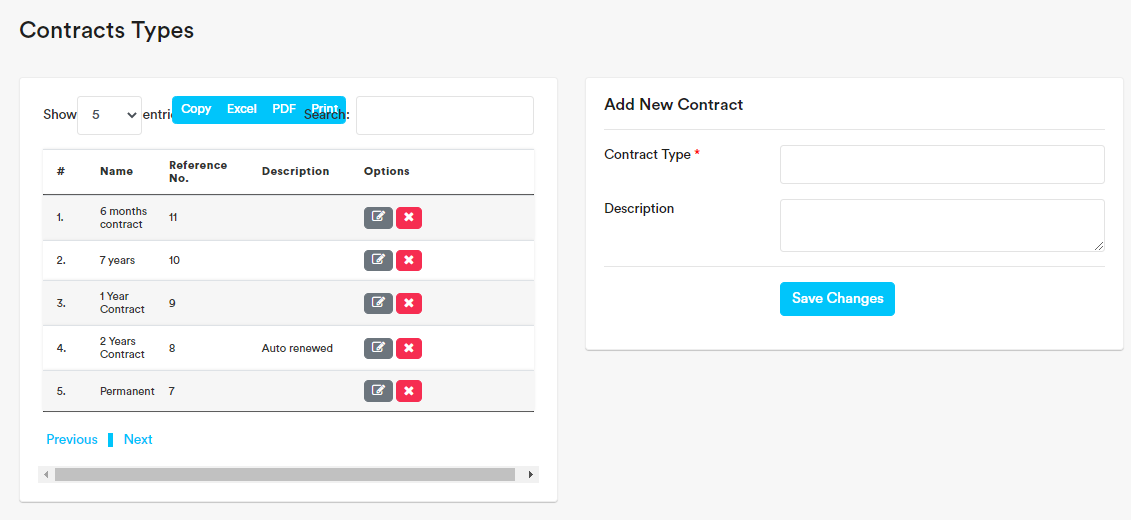 Contracts Types
Show 5 entri Copy Excel PDF Print Search:
# Name Reference No. Description Options
1. 6 months contract 11
2. 7 years 10
3. 1 Year Contract 9
4. 2 Years Contract 8 Auto renewed
5. Permanent 7
Previous Next
Add New Contract
Contract Type *
Description
Save Changes